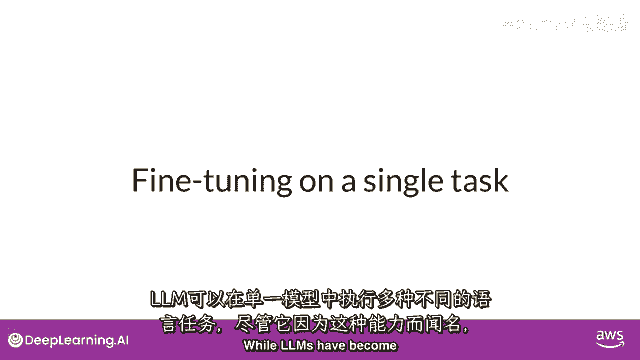 Fine-tuning on a single task
LLM可以在单一模型中执行多种不同的语
言任务，尽管它因为这种能力而闻名，
While LLMs have become
DeepLearning.AI
aws